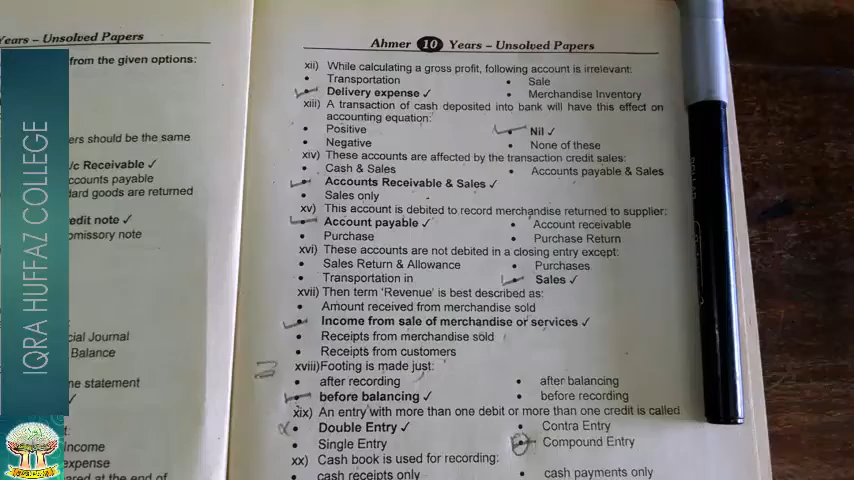 Years – Unsolved Papers
from the given options:
ers should be the same
/c Receivable ✓
ccounts payable
dard goods are returned
edit note ✓
omissory note
cial Journal
Balance
ne statement
✓
t:
ncome
expense
ared at the end of
IQRA HUFFAZ COLLEGE
Ahmer 10 Years – Unsolved Papers
xii) While calculating a gross profit, following account is irrelevant:
• Transportation • Sale
• Delivery expense ✓ • Merchandise Inventory
xiii) A transaction of cash deposited into bank will have this effect on
accounting equation:
• Positive • Nil ✓
• Negative • None of these
xiv) These accounts are affected by the transaction credit sales:
• Cash & Sales • Accounts payable & Sales
• Accounts Receivable & Sales ✓
• Sales only
xv) This account is debited to record merchandise returned to supplier:
• Account payable ✓ • Account receivable
• Purchase • Purchase Return
xvi) These accounts are not debited in a closing entry except:
• Sales Return & Allowance • Purchases
• Transportation in • Sales ✓
xvii) Then term 'Revenue' is best described as:
• Amount received from merchandise sold
• Income from sale of merchandise or services ✓
• Receipts from merchandise sold
• Receipts from customers
xviii) Footing is made just:
• after recording • after balancing
• before balancing ✓ • before recording
xix) An entry with more than one debit or more than one credit is called
• Double Entry ✓ • Contra Entry
• Single Entry • Compound Entry
xx) Cash book is used for recording:
• cash receipts only • cash payments only